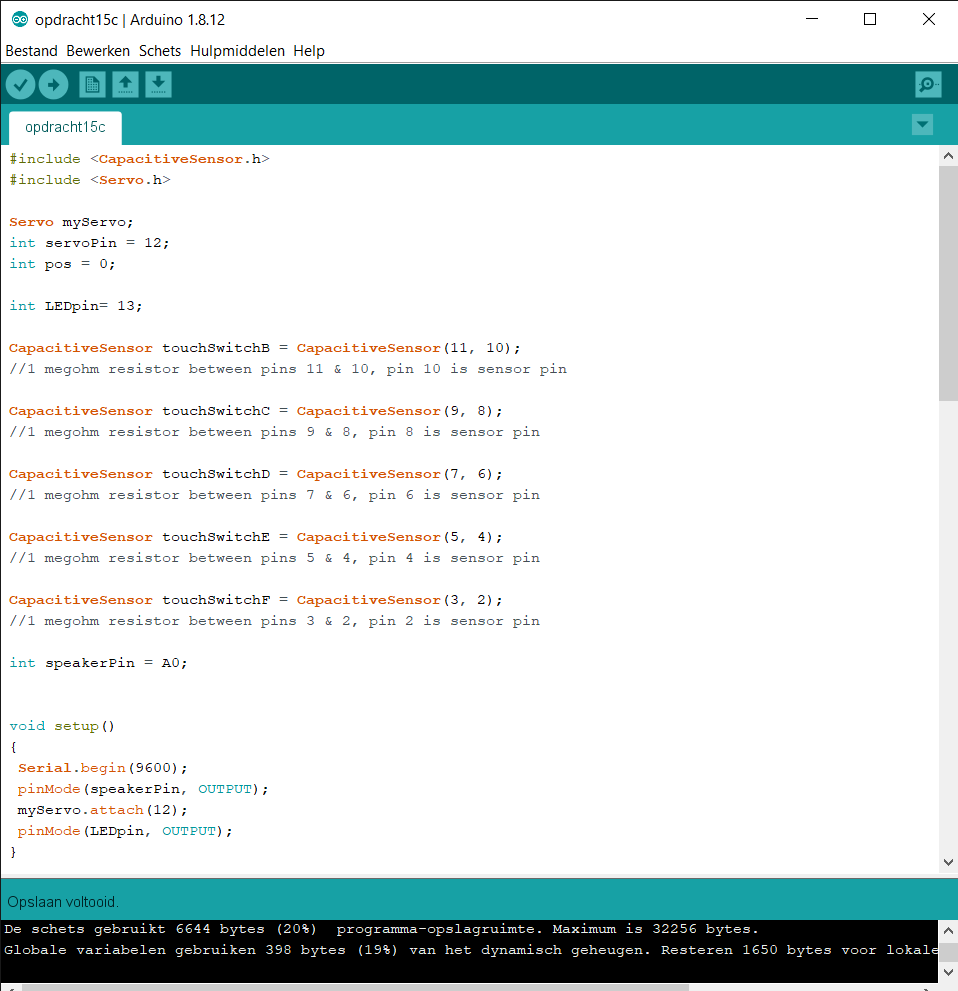 opdracht15c | Arduino 1.8.12
Bestand Bewerken Schets Hulpmiddelen Help
opdracht15c
#include <CapacitiveSensor.h>
#include <Servo.h>
Servo myServo;
int servoPin = 12;
int pos = 0;
int LEDpin= 13;
CapacitiveSensor touchSwitchB = CapacitiveSensor(11, 10);
//1 megohm resistor between pins 11 & 10, pin 10 is sensor pin
CapacitiveSensor touchSwitchC = CapacitiveSensor(9, 8);
//1 megohm resistor between pins 9 & 8, pin 8 is sensor pin
CapacitiveSensor touchSwitchD = CapacitiveSensor(7, 6);
//1 megohm resistor between pins 7 & 6, pin 6 is sensor pin
CapacitiveSensor touchSwitchE = CapacitiveSensor(5, 4);
//1 megohm resistor between pins 5 & 4, pin 4 is sensor pin
CapacitiveSensor touchSwitchF = CapacitiveSensor(3, 2);
//1 megohm resistor between pins 3 & 2, pin 2 is sensor pin
int speakerPin = A0;
void setup()
{
Serial.begin(9600);
pinMode(speakerPin, OUTPUT);
myServo.attach(12);
pinMode(LEDpin, OUTPUT);
}
Opslaan voltooid.
De schets gebruikt 6644 bytes (20%)  programma-opslagruimte. Maximum is 32256 bytes.
Globale variabelen gebruiken 398 bytes (19%) van het dynamisch geheugen. Resteren 1650 bytes voor lokale